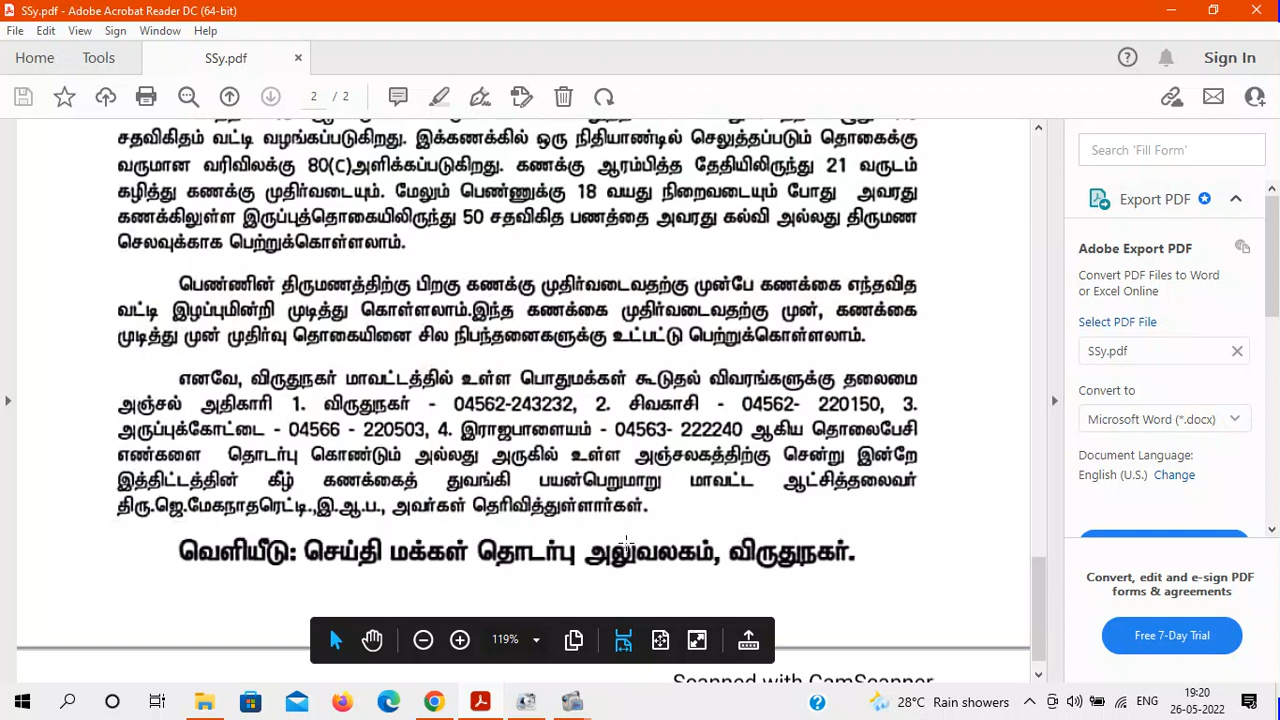 SSy.pdf - Adobe Acrobat Reader DC (64-bit)
File Edit View Sign Window Help
Home Tools SSy.pdf Sign In
2 / 2
சதவிகிதம் வட்டி வழங்கப்படுகிறது. இக்கணக்கில் ஒரு நிதியாண்டில் செலுத்தப்படும் தொகைக்கு
வருமான வரிவிலக்கு 80(C)அளிக்கப்படுகிறது. கணக்கு ஆரம்பித்த தேதியிலிருந்து 21 வருடம்
கழித்து கணக்கு முதிர்வடையும். மேலும் பெண்ணுக்கு 18 வயது நிறைவடையும் போது அவரது
கணக்கிலுள்ள இருப்புத்தொகையிலிருந்து 50 சதவிகித பணத்தை அவரது கல்வி அல்லது திருமண
செலவுக்காக பெற்றுக்கொள்ளலாம்.
பெண்ணின் திருமணத்திற்கு பிறகு கணக்கு முதிர்வடைவதற்கு முன்பே கணக்கை எந்தவித
வட்டி இழப்புமின்றி முடித்து கொள்ளலாம்.இந்த கணக்கை முதிர்வடைவதற்கு முன், கணக்கை
முடித்து முன் முதிர்வு தொகையினை சில நிபந்தனைகளுக்கு உட்பட்டு பெற்றுக்கொள்ளலாம்.
எனவே, விருதுநகர் மாவட்டத்தில் உள்ள பொதுமக்கள் கூடுதல் விவரங்களுக்கு தலைமை
அஞ்சல் அதிகாரி 1. விருதுநகர் - 04562-243232, 2. சிவகாசி - 04562- 220150, 3.
அருப்புக்கோட்டை - 04566 - 220503, 4. இராஜபாளையம் - 04563- 222240 ஆகிய தொலைபேசி
எண்களை தொடர்பு கொண்டும் அல்லது அருகில் உள்ள அஞ்சலகத்திற்கு சென்று இன்றே
இத்திட்டத்தின் கீழ் கணக்கைத் துவங்கி பயன்பெறுமாறு மாவட்ட ஆட்சித்தலைவர்
திரு.ஜெ.மேகநாதரெட்டி.,இ.ஆ.ப., அவர்கள் தெரிவித்துள்ளார்கள்.
வெளியீடு: செய்தி மக்கள் தொடர்பு அலுவலகம், விருதுநகர்.
119%
Scanned with CamScanner
Search 'Fill Form'
Export PDF
Adobe Export PDF
Convert PDF Files to Word
or Excel Online
Select PDF File
SSy.pdf
Convert to
Microsoft Word (*.docx)
Document Language:
English (U.S.) Change
Convert, edit and e-sign PDF
forms & agreements
Free 7-Day Trial
28°C Rain showers ENG 09:20
26-05-2022